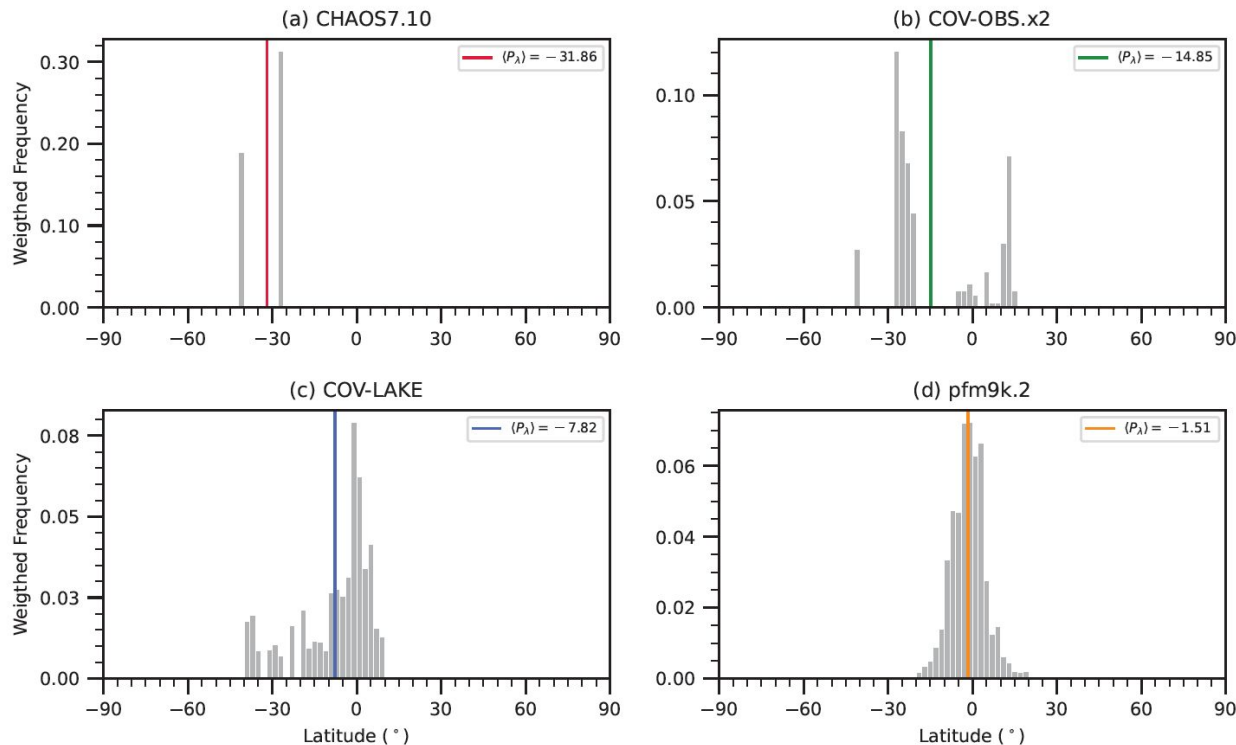 (a) CHAOS7.10
Weigthed Frequency
0.30
0.20
0.10
0.00
⟨Pλ⟩ = −31.86
−90 −60 −30 0 30 60 90
(b) COV-OBS.x2
0.10
0.05
0.00
⟨Pλ⟩ = −14.85
−90 −60 −30 0 30 60 90
(c) COV-LAKE
Weigthed Frequency
0.08
0.05
0.03
0.00
⟨Pλ⟩ = −7.82
−90 −60 −30 0 30 60 90
Latitude (°)
(d) pfm9k.2
0.06
0.04
0.02
0.00
⟨Pλ⟩ = −1.51
−90 −60 −30 0 30 60 90
Latitude (°)